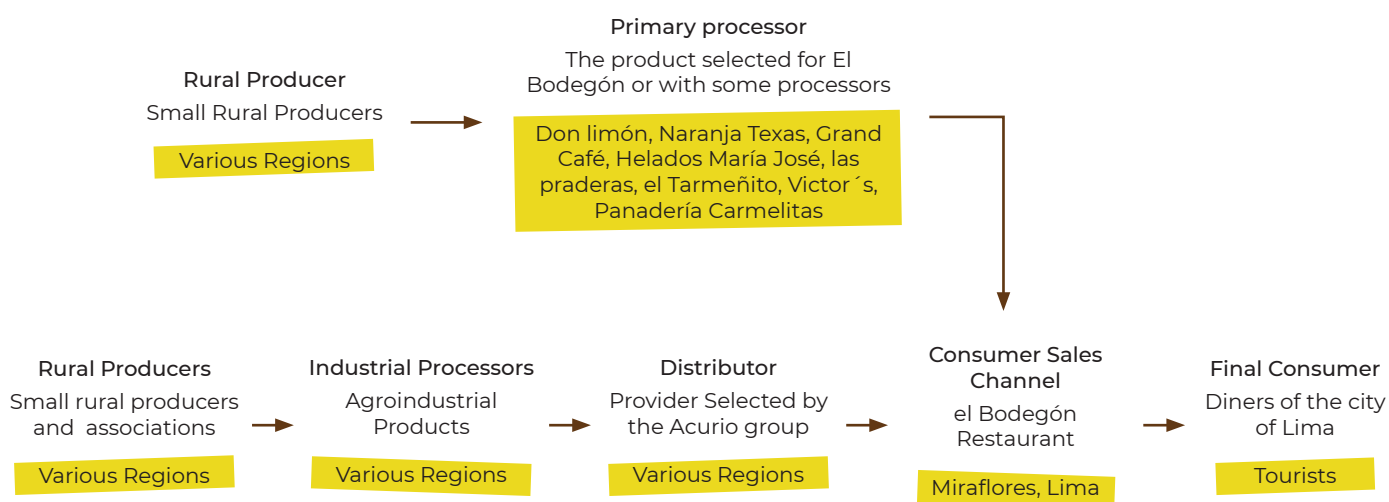 Primary processor
The product selected for El
Bodegón or with some processors
Don limón, Naranja Texas, Grand
Café, Helados María José, las
praderas, el Tarmeñito, Victor´s,
Panadería Carmelitas
Rural Producer
Small Rural Producers
Various Regions
Rural Producers
Small rural producers
and associations
Various Regions
Industrial Processors
Agroindustrial
Products
Various Regions
Distributor
Provider Selected by
the Acurio group
Various Regions
Consumer Sales
Channel
el Bodegón
Restaurant
Miraflores, Lima
Final Consumer
Diners of the city
of Lima
Tourists